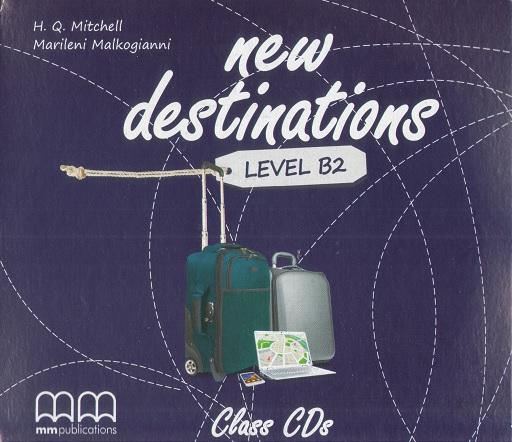 H. Q. Mitchell
Marileni Malkogianni
new
destinations
LEVEL B2
mm publications
Class CDs